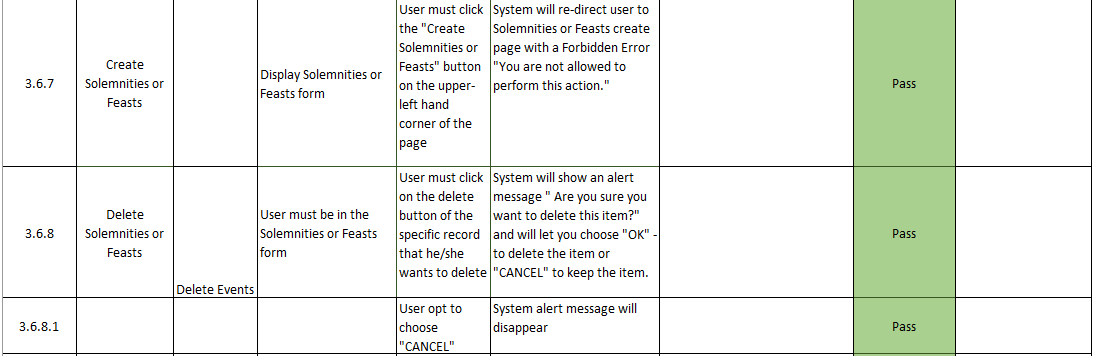 3.6.7
Create
Solemnities or
Feasts
Display Solemnities or
Feasts form
User must click
the "Create
Solemnities or
Feasts" button
on the upper-
left hand
corner of the
page
System will re-direct user to
Solemnities or Feasts create
page with a Forbidden Error
"You are not allowed to
perform this action."
Pass
3.6.8
Delete
Solemnities or
Feasts
Delete Events
User must be in the
Solemnities or Feasts
form
User must click
on the delete
button of the
specific record
that he/she
wants to delete
System will show an alert
message " Are you sure you
want to delete this item?"
and will let you choose "OK" -
to delete the item or
"CANCEL" to keep the item.
Pass
3.6.8.1
User opt to
choose
"CANCEL"
System alert message will
disappear
Pass